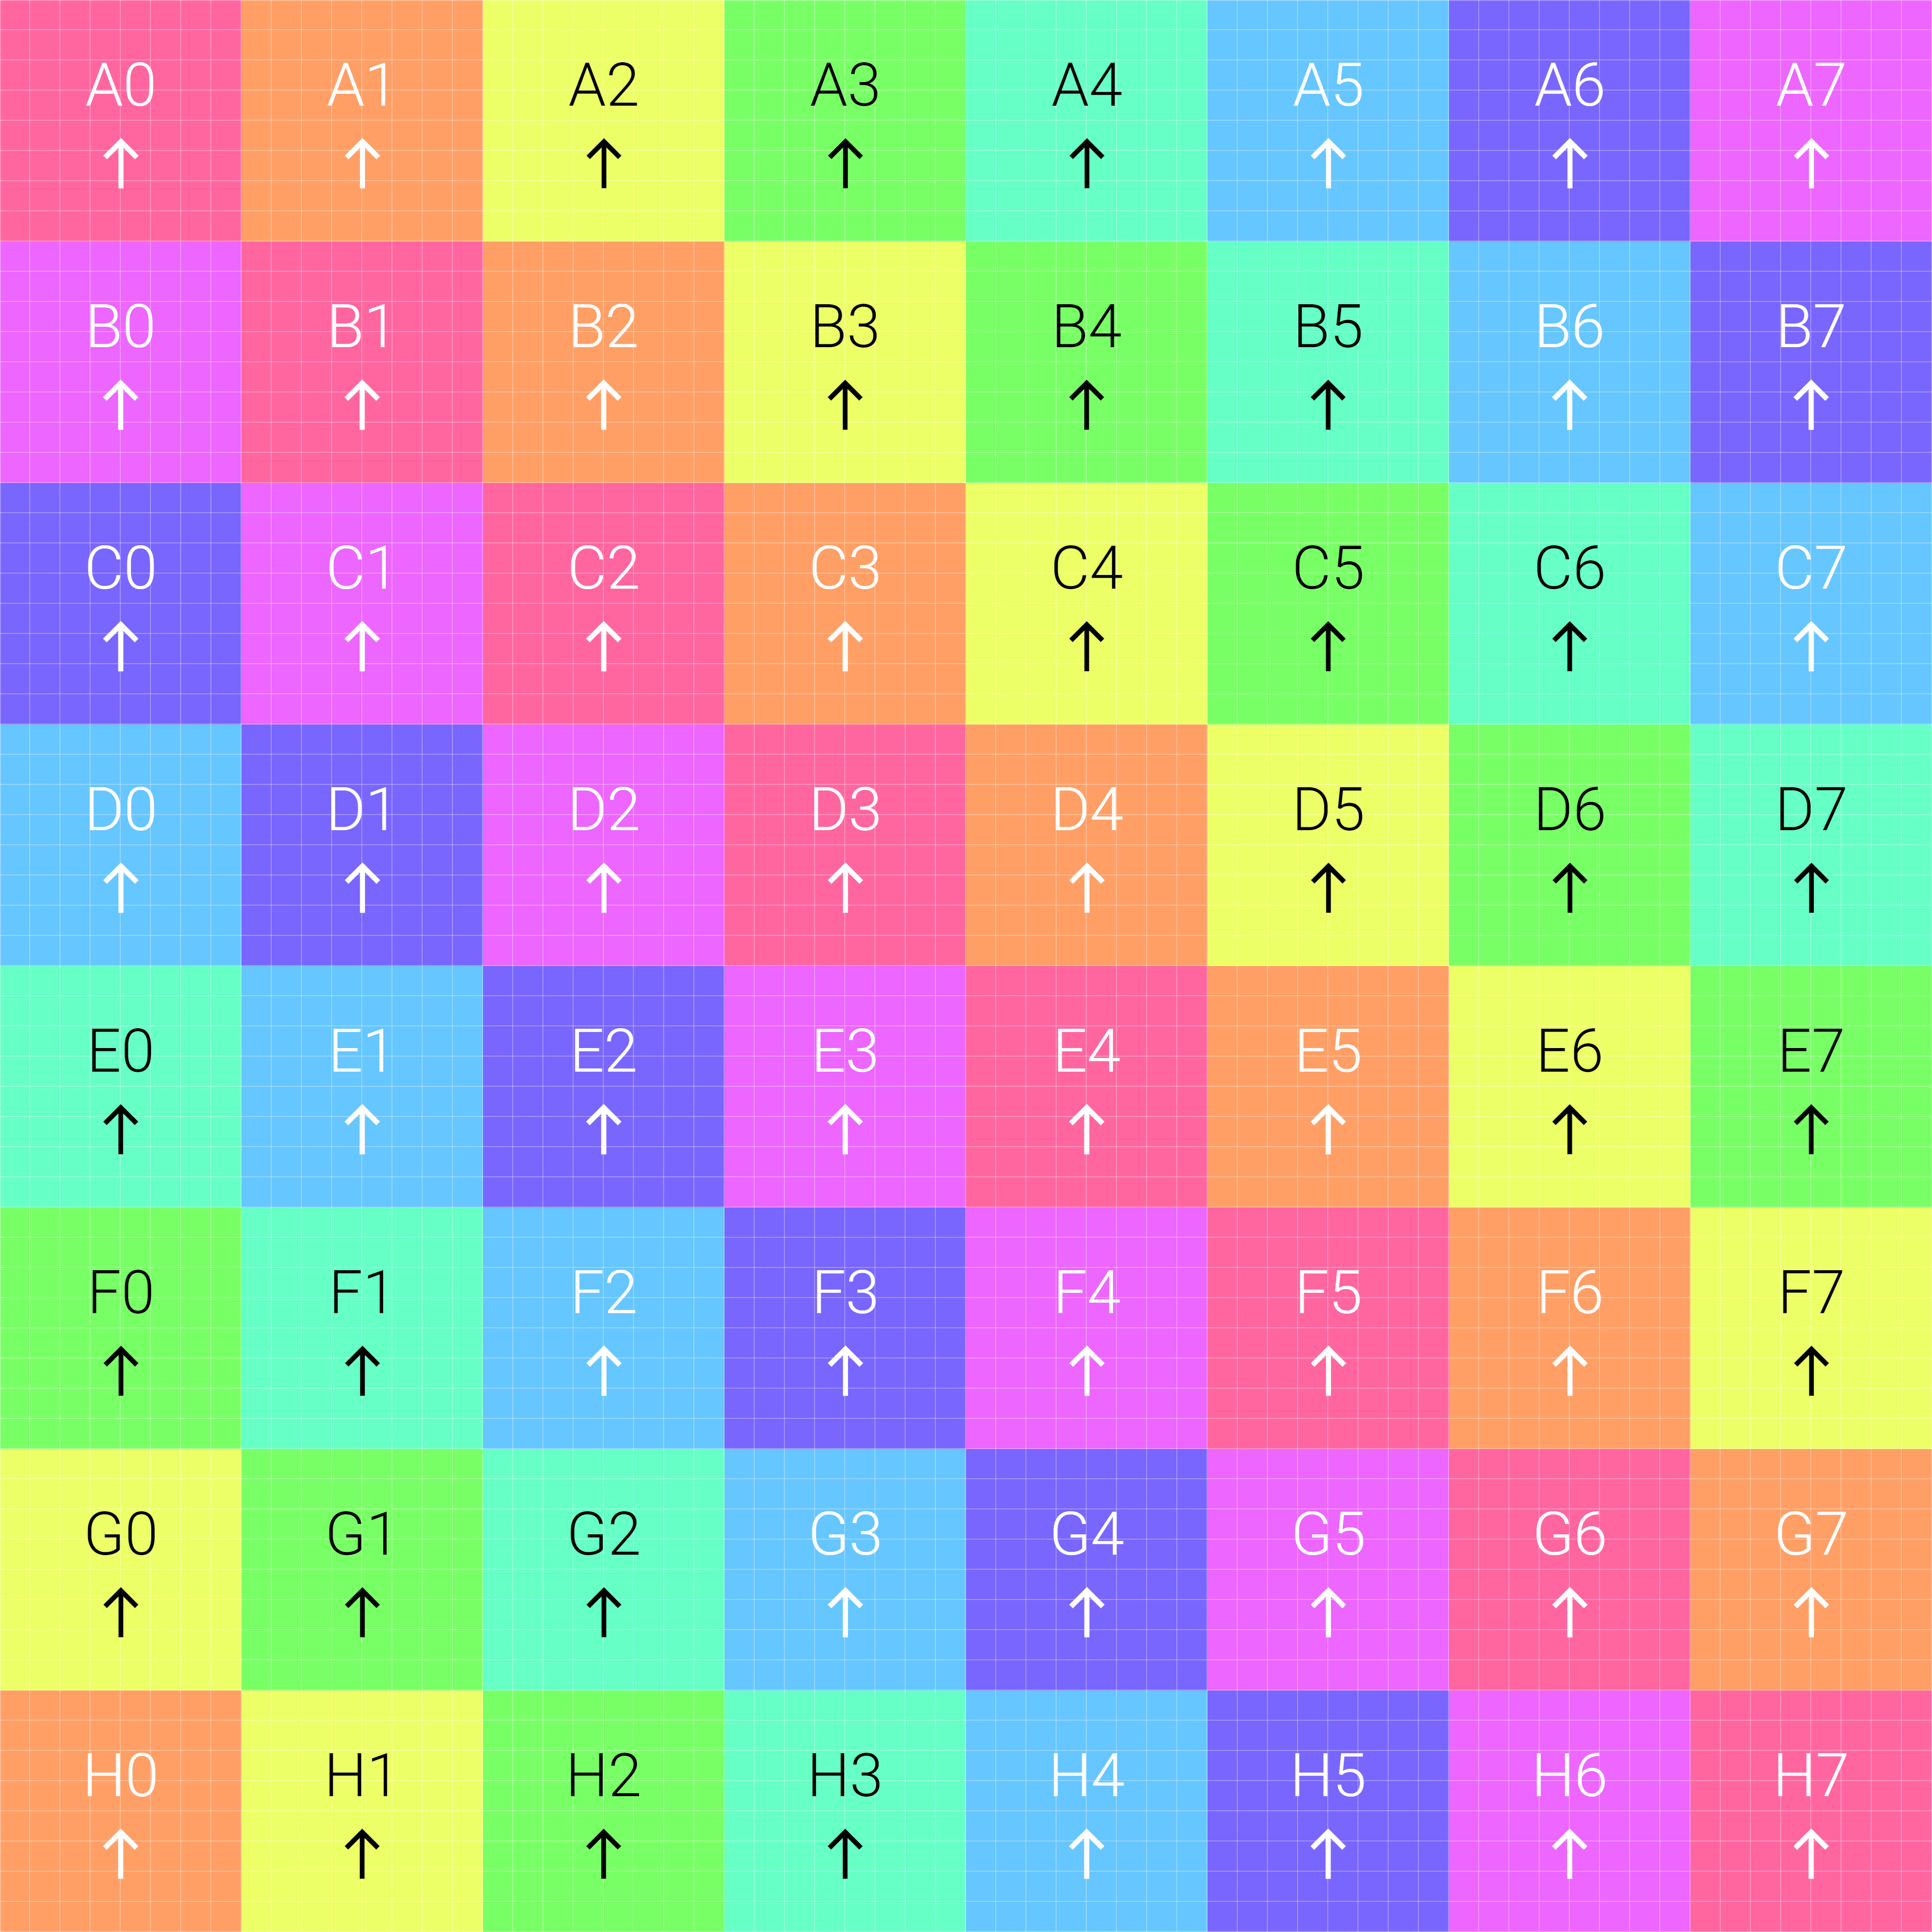 A0 A1 A2 A3 A4 A5 A6 A7
↑ ↑ ↑ ↑ ↑ ↑ ↑ ↑
B0 B1 B2 B3 B4 B5 B6 B7
↑ ↑ ↑ ↑ ↑ ↑ ↑ ↑
C0 C1 C2 C3 C4 C5 C6 C7
↑ ↑ ↑ ↑ ↑ ↑ ↑ ↑
D0 D1 D2 D3 D4 D5 D6 D7
↑ ↑ ↑ ↑ ↑ ↑ ↑ ↑
E0 E1 E2 E3 E4 E5 E6 E7
↑ ↑ ↑ ↑ ↑ ↑ ↑ ↑
F0 F1 F2 F3 F4 F5 F6 F7
↑ ↑ ↑ ↑ ↑ ↑ ↑ ↑
G0 G1 G2 G3 G4 G5 G6 G7
↑ ↑ ↑ ↑ ↑ ↑ ↑ ↑
H0 H1 H2 H3 H4 H5 H6 H7
↑ ↑ ↑ ↑ ↑ ↑ ↑ ↑